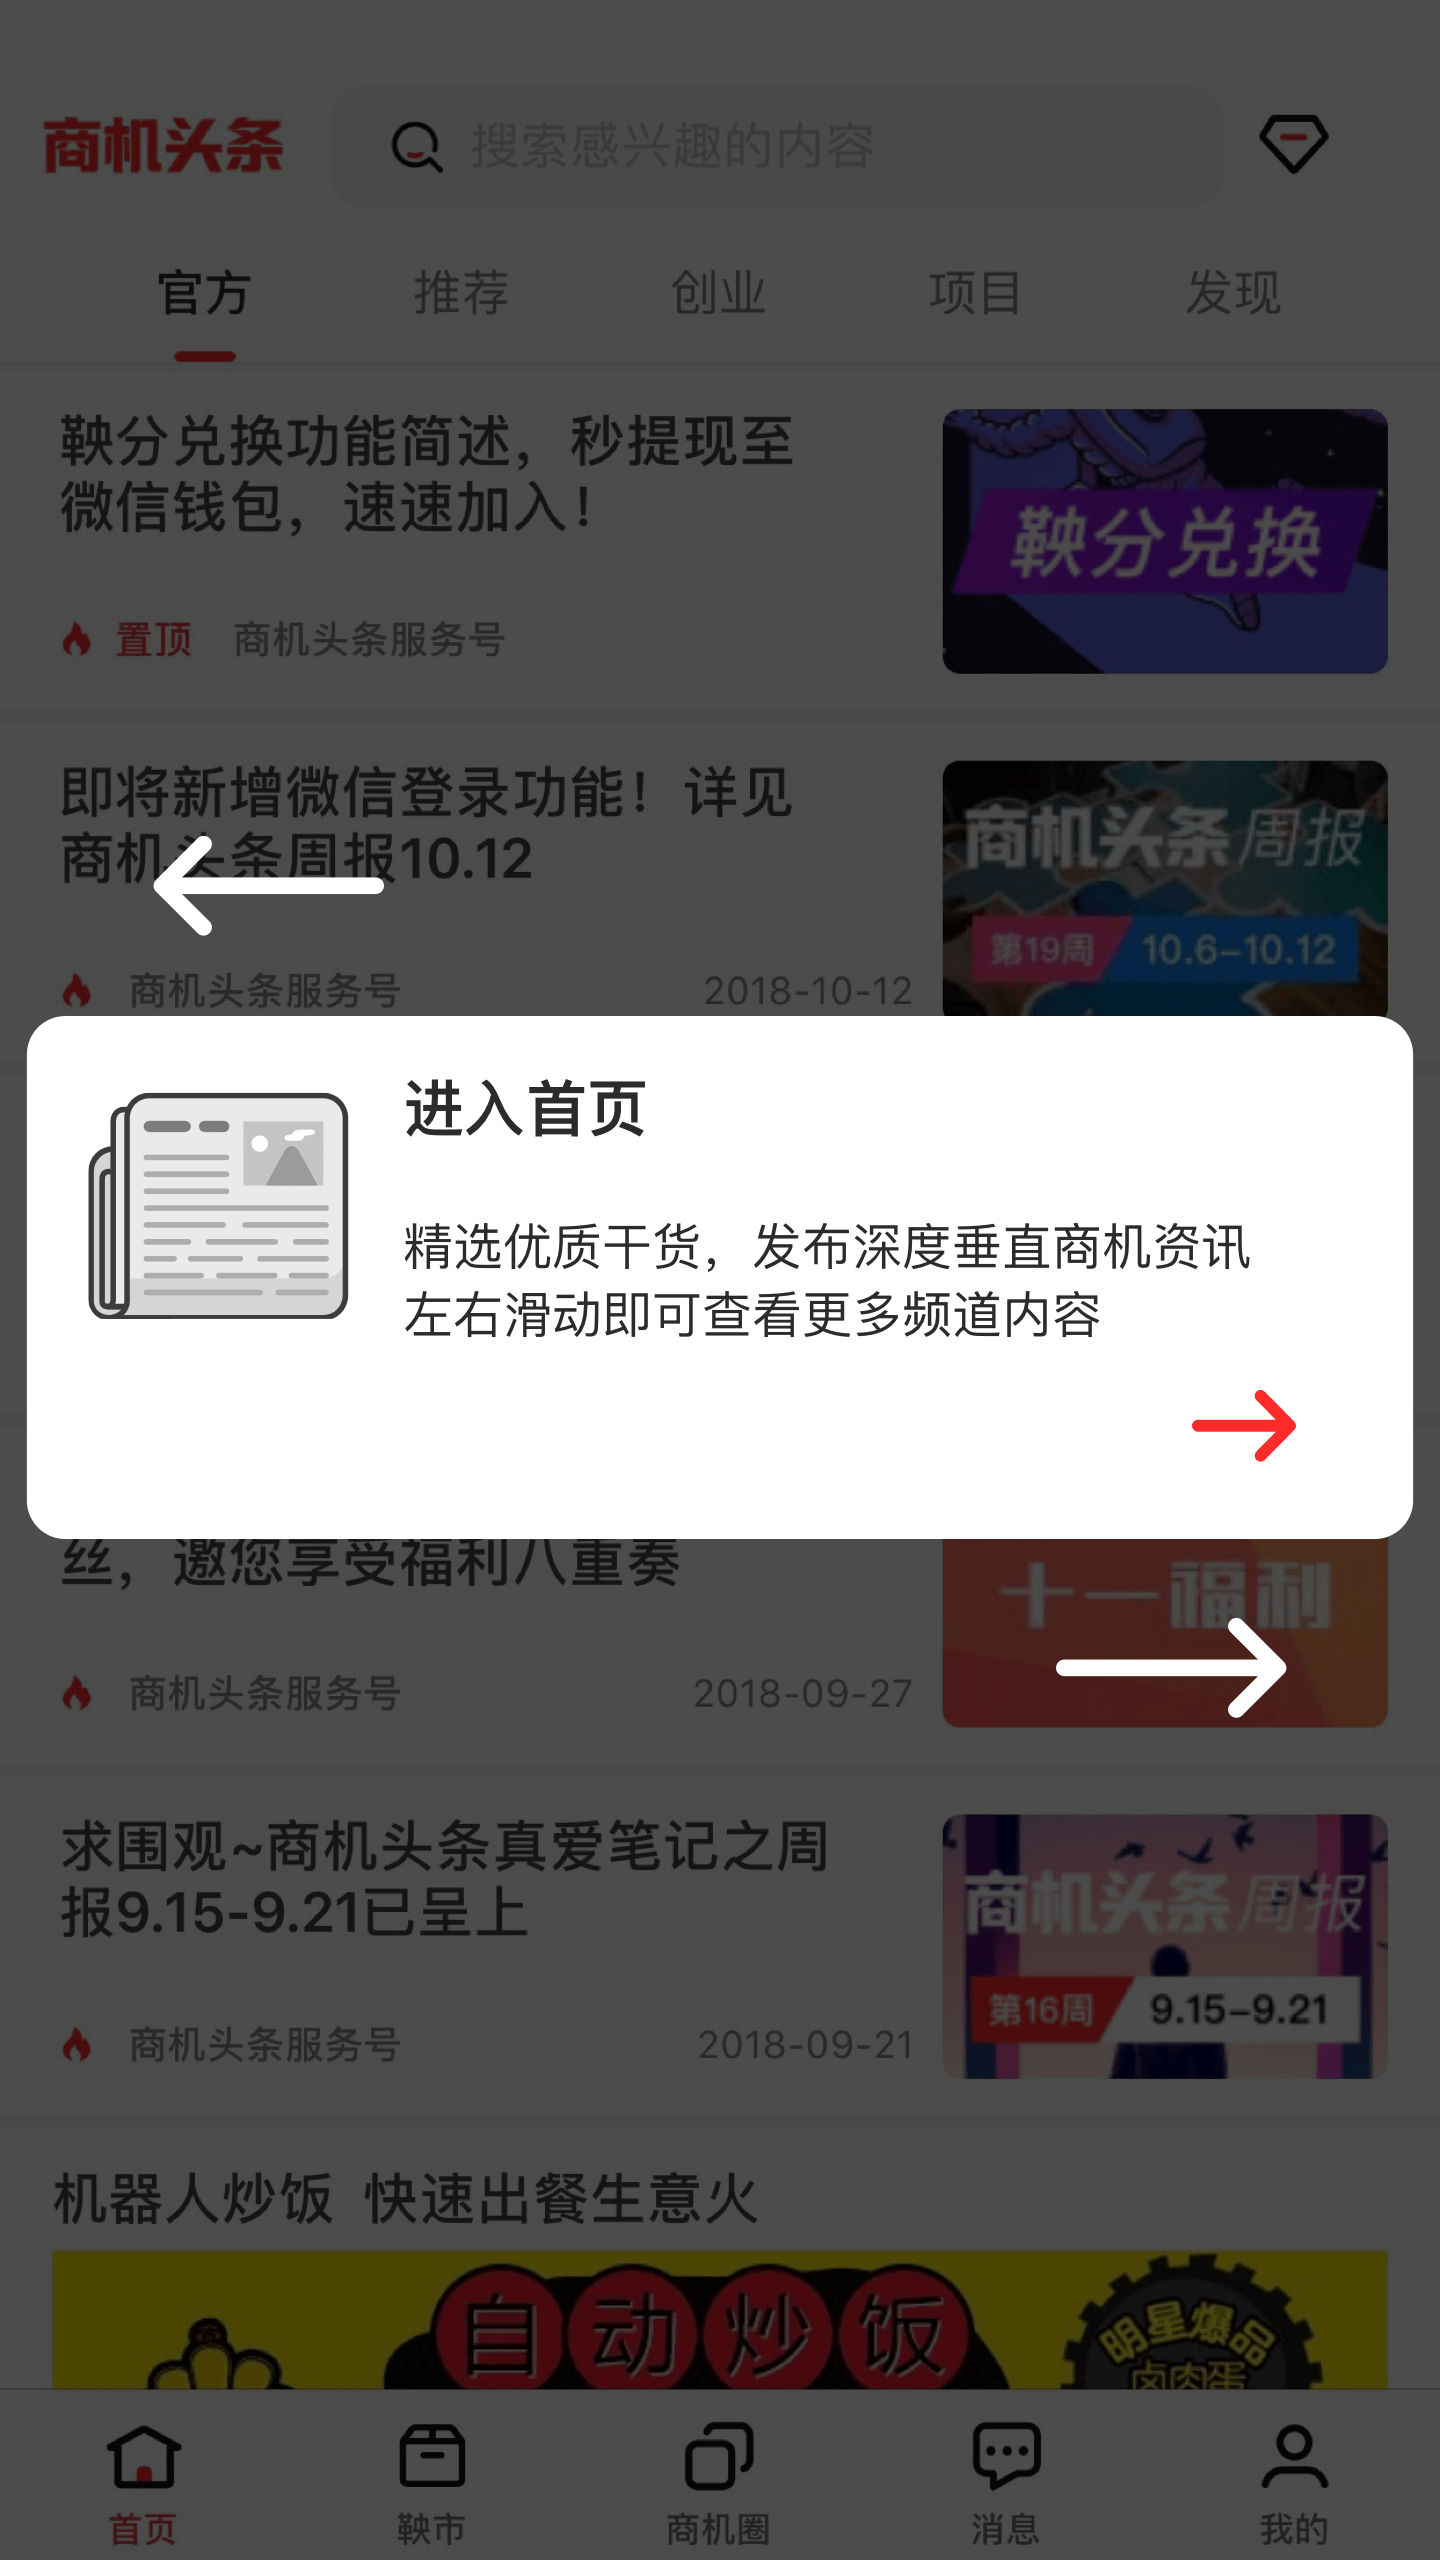 商机头条
搜索感兴趣的内容
官方
推荐
创业
项目
发现
鞅分兑换功能简述，秒提现至
微信钱包，速速加入！
置顶
商机头条服务号
鞅分兑换
即将新增微信登录功能！详见
商机头条周报10.12
商机头条服务号
2018-10-12
商机头条周报
第19周
10.6-10.12
进入首页
精选优质干货，发布深度垂直商机资讯
左右滑动即可查看更多频道内容
丝，邀您享受福利八重奏
商机头条服务号
2018-09-27
十一福利
求围观~商机头条真爱笔记之周
报9.15-9.21已呈上
商机头条服务号
2018-09-21
商机头条周报
第16周
9.15-9.21
机器人炒饭 快速出餐生意火
自动炒饭
明星爆品
卤肉蛋
首页
鞅市
商机圈
消息
我的